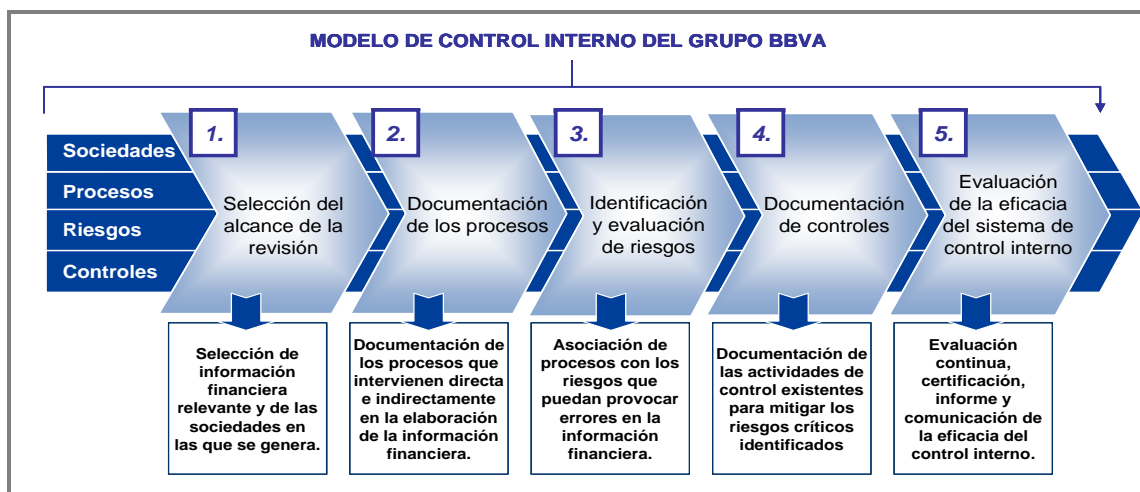 MODELO DE CONTROL INTERNO DEL GRUPO BBVA
Sociedades
Procesos
Riesgos
Controles
1.
Selección del
alcance de la
revisión
2.
Documentación
de los procesos
3.
Identificación
y evaluación
de riesgos
4.
Documentación
de controles
5.
Evaluación
de la eficacia
del sistema de
control interno
Selección de
información
financiera
relevante y de las
sociedades en
las que se genera.
Documentación de
los procesos que
intervienen directa
e indirectamente
en la elaboración
de la información
financiera.
Asociación de
procesos con los
riesgos que
puedan provocar
errores en la
información
financiera.
Documentación de
las actividades de
control existentes
para mitigar los
riesgos críticos
identificados
Evaluación
continua,
certificación,
informe y
comunicación de
la eficacia del
control interno.